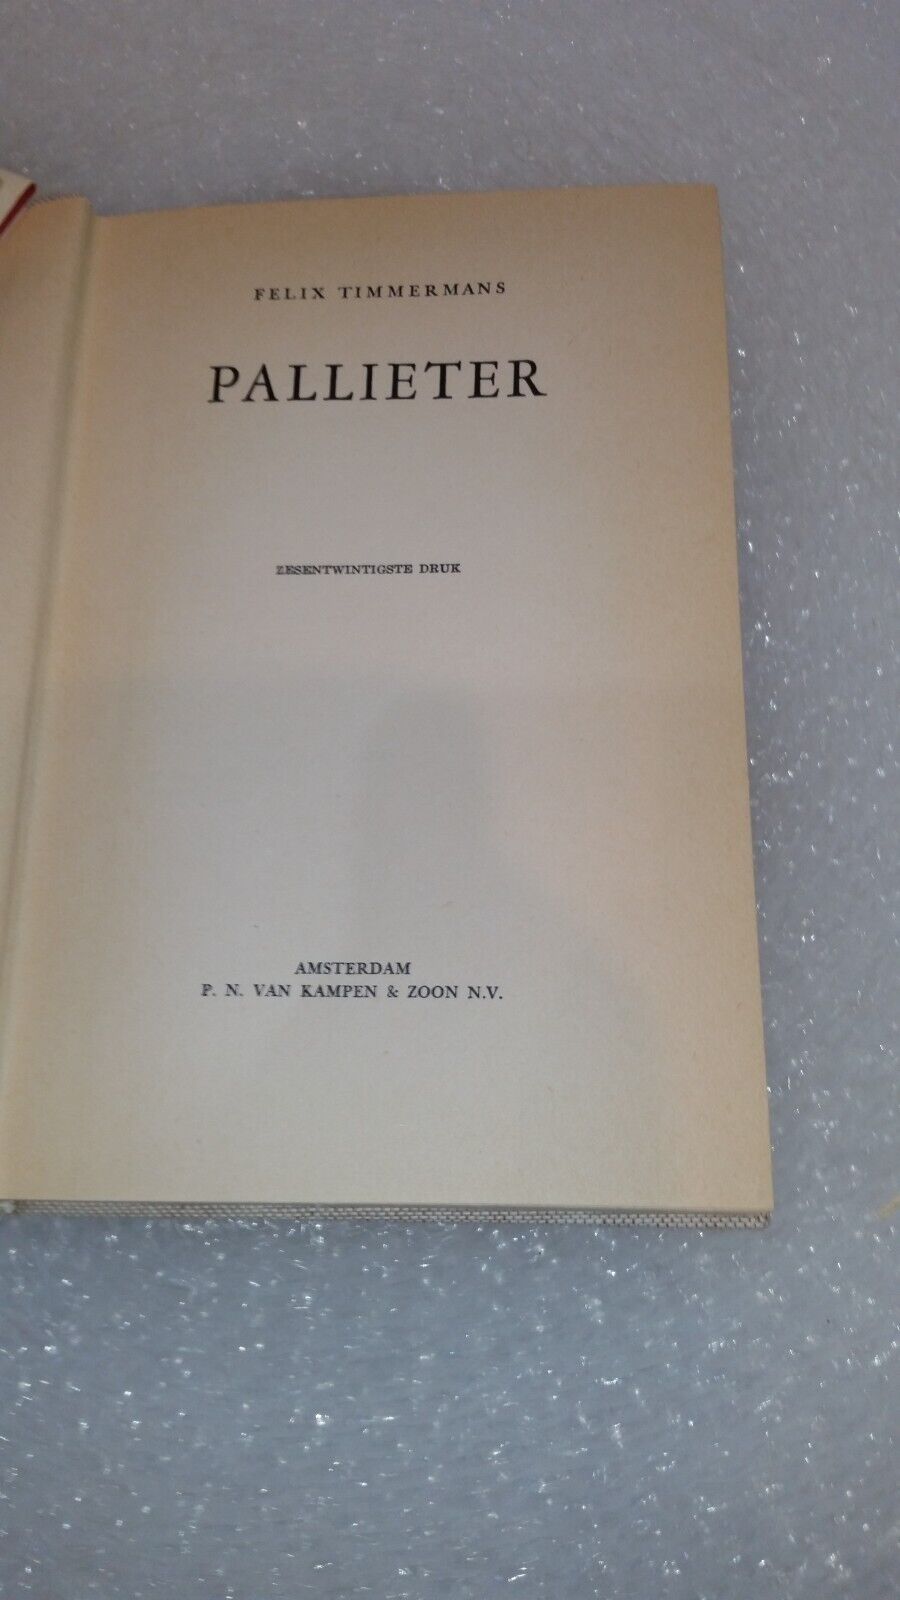 FELIX TIMMERMANS
PALLIETER
ZESENTWINTIGSTE DRUK
AMSTERDAM
P. N. VAN KAMPEN & ZOON N.V.